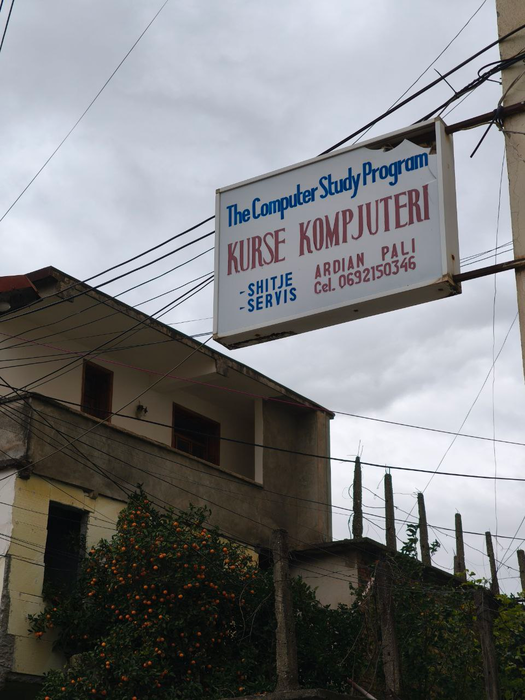 The Computer Study Program
KURSE KOMPJUTERI
- SHITJE
- SERVIS
ARDIAN PALI
Cel. 0692150346